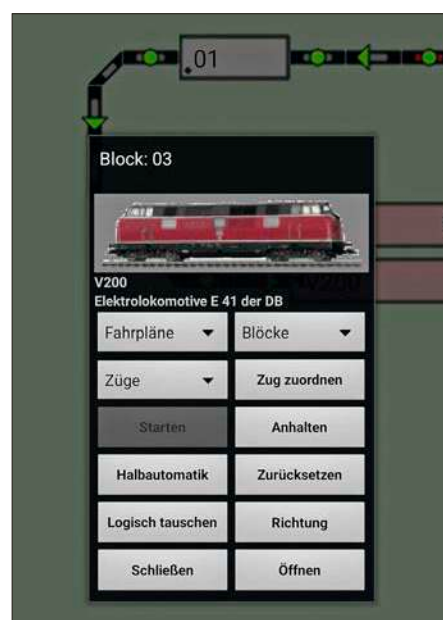 .01
Block: 03
V200
V200
Elektrolokomotive E 41 der DB
Fahrpläne Blöcke
Züge Zug zuordnen
Starten Anhalten
Halbautomatik Zurücksetzen
Logisch tauschen Richtung
Schließen Öffnen